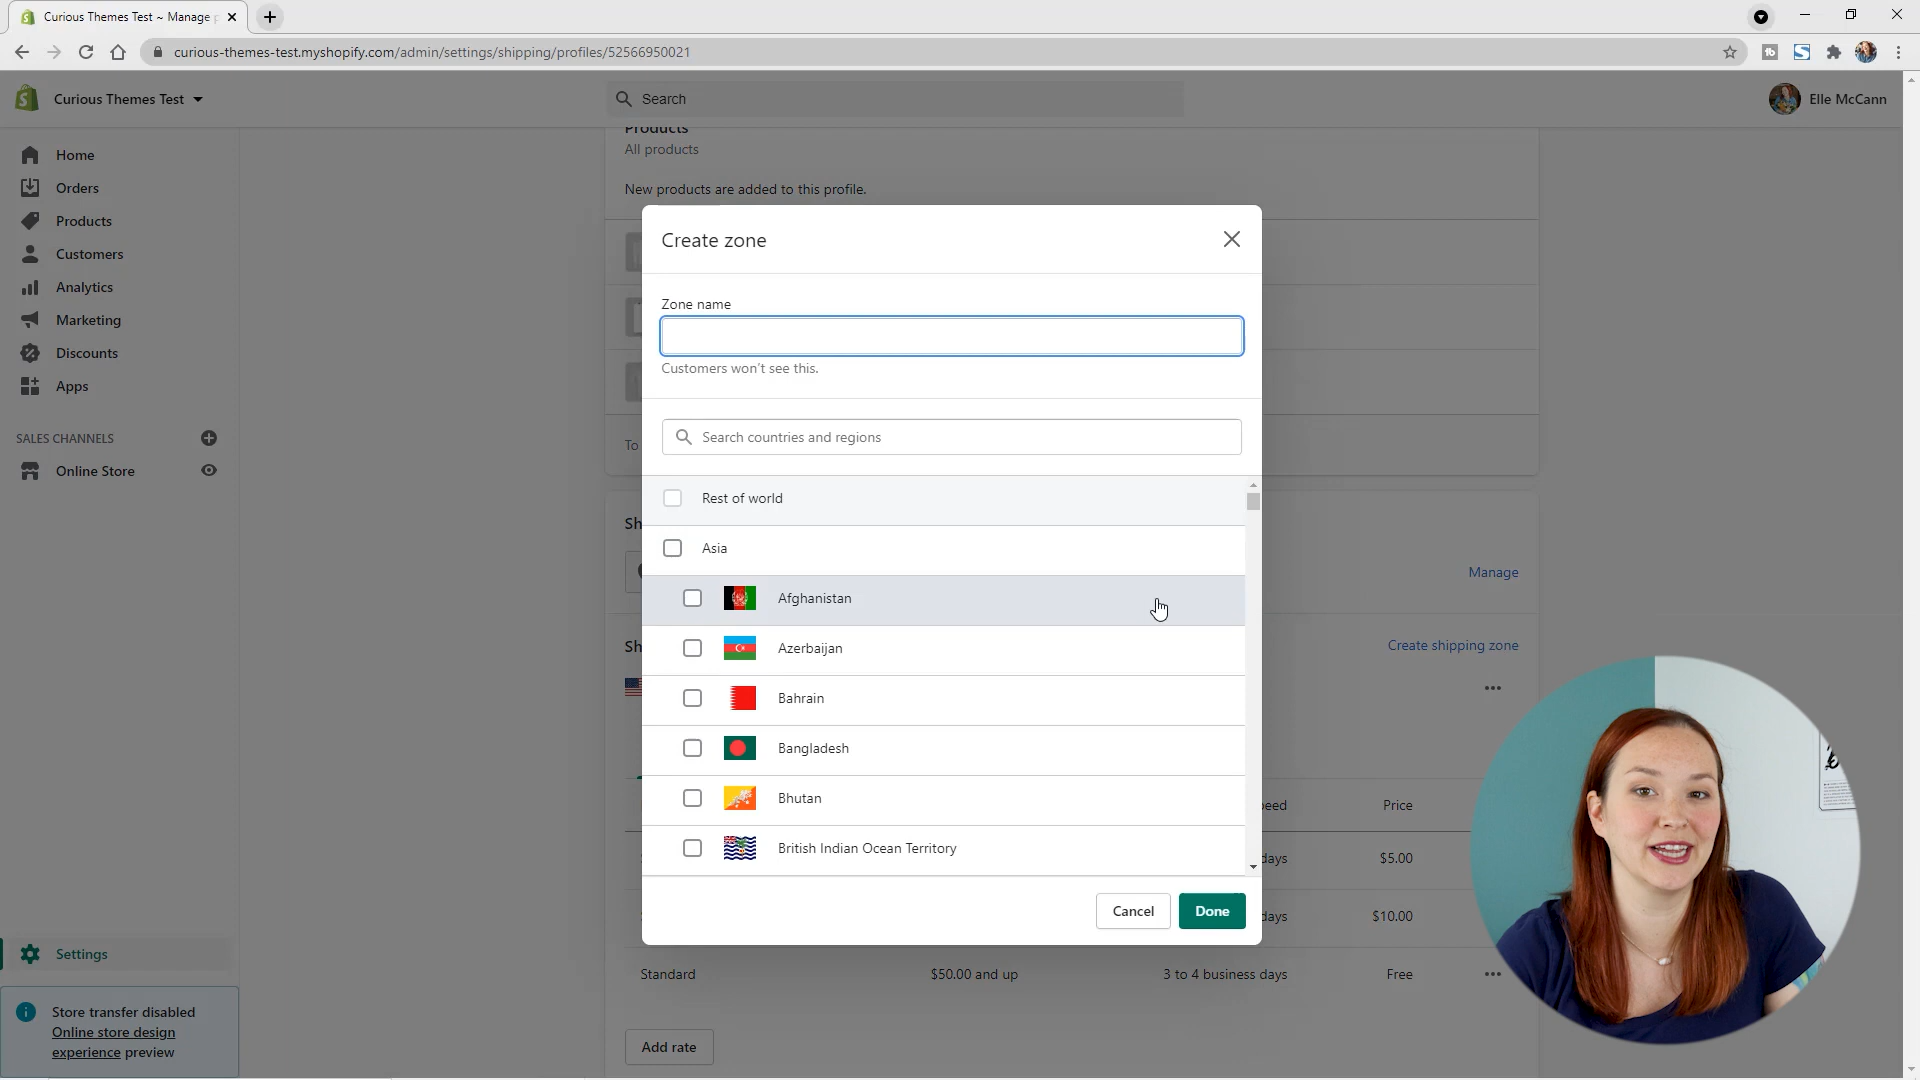 Curious Themes Test ~ Manage
curious-themes-test.myshopify.com/admin/settings/shipping/profiles/52566950021
Curious Themes Test
Search
Elle McCann
Home
Orders
Products
Customers
Analytics
Marketing
Discounts
Apps
SALES CHANNELS
Online Store
Settings
Store transfer disabled
Online store design
experience preview
Products
All products
New products are added to this profile.
To
Sh
Manage
Sh
Create shipping zone
Create zone
Zone name
Customers won't see this.
Search countries and regions
Rest of world
Asia
Afghanistan
Azerbaijan
Bahrain
Bangladesh
Bhutan
British Indian Ocean Territory
Cancel Done
eed Price
days $5.00
days $10.00
Standard $50.00 and up 3 to 4 business days Free
Add rate